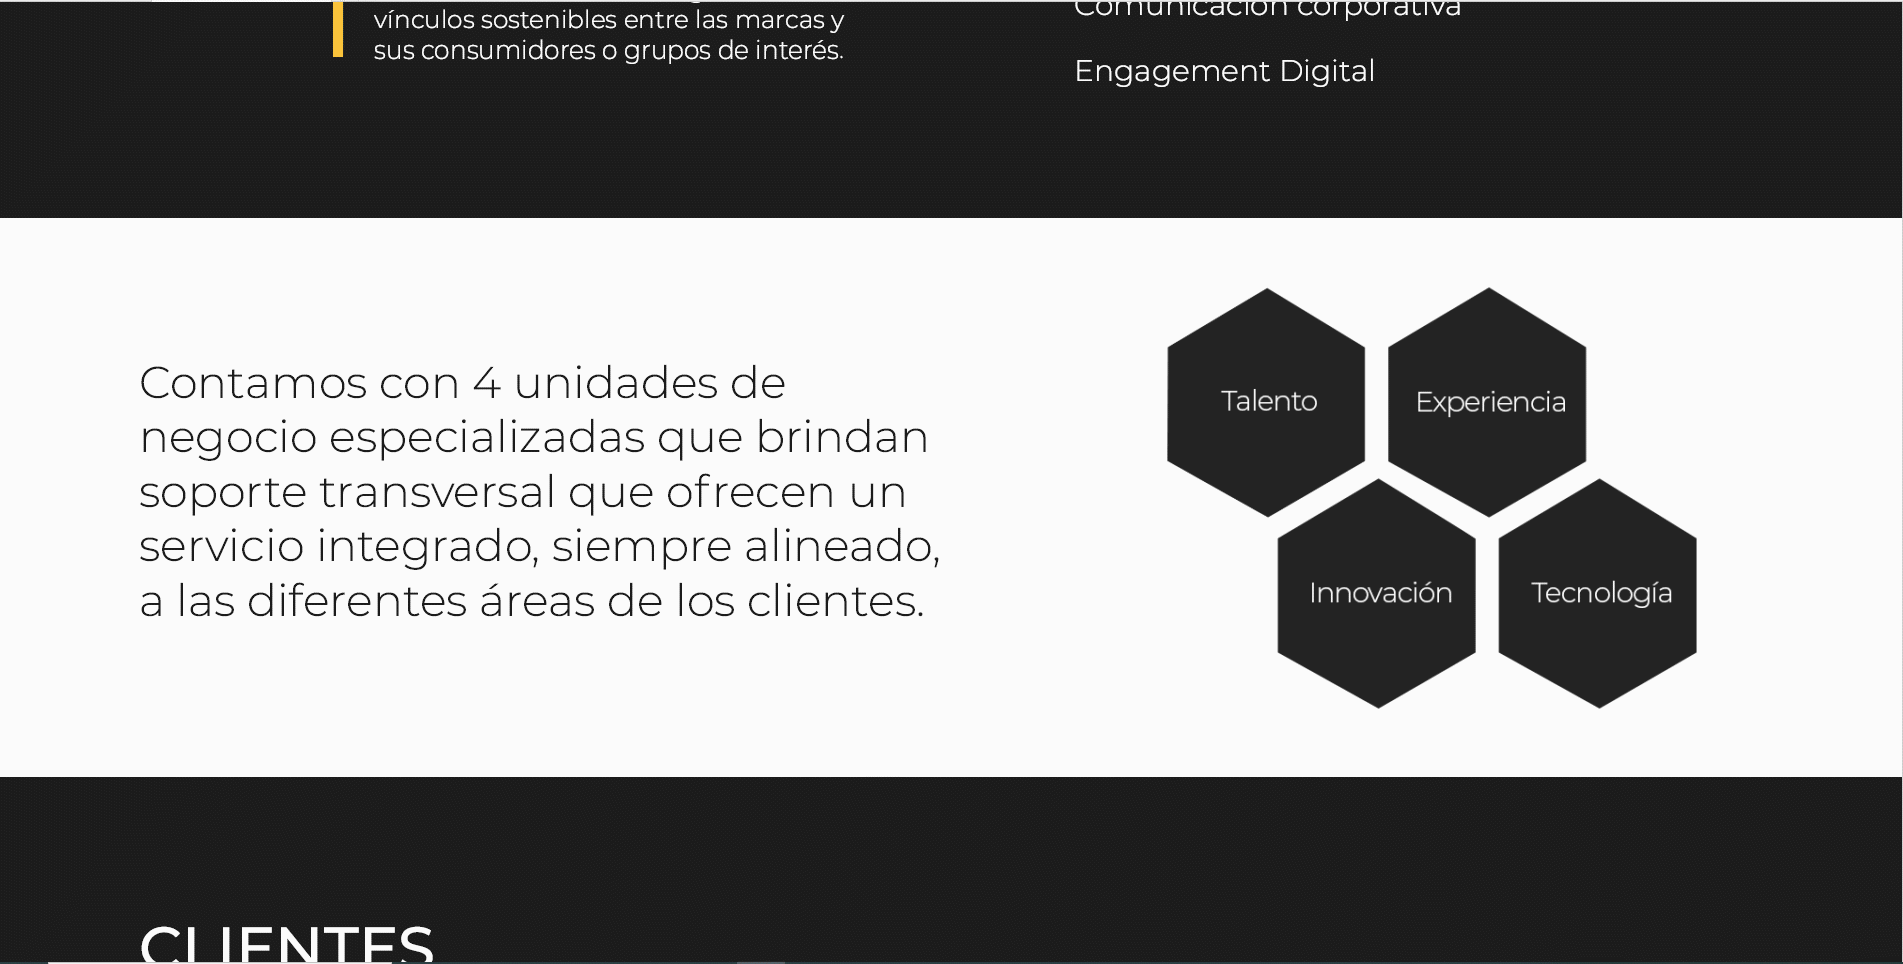 vínculos sostenibles entre las marcas y
sus consumidores o grupos de interés.
Comunicación corporativa
Engagement Digital
Contamos con 4 unidades de
negocio especializadas que brindan
soporte transversal que ofrecen un
servicio integrado, siempre alineado,
a las diferentes áreas de los clientes.
Talento
Experiencia
Innovación
Tecnología
CLIENTES